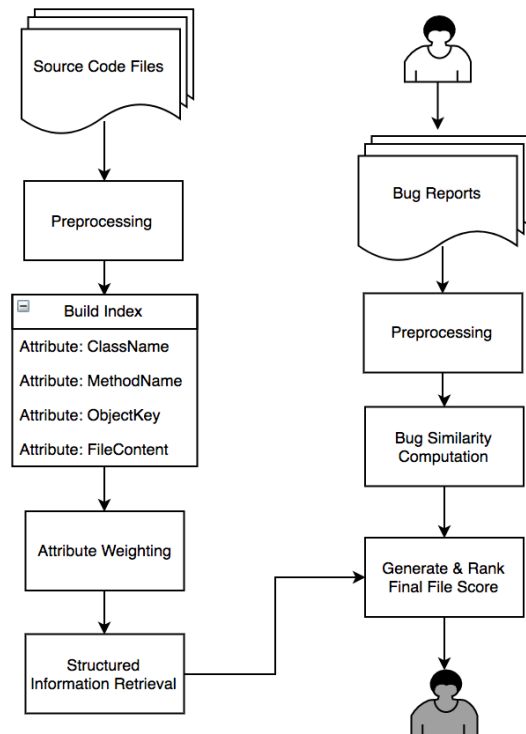 Source Code Files
Preprocessing
Build Index
Attribute: ClassName
Attribute: MethodName
Attribute: ObjectKey
Attribute: FileContent
Attribute Weighting
Structured
Information Retrieval
Bug Reports
Preprocessing
Bug Similarity
Computation
Generate & Rank
Final File Score